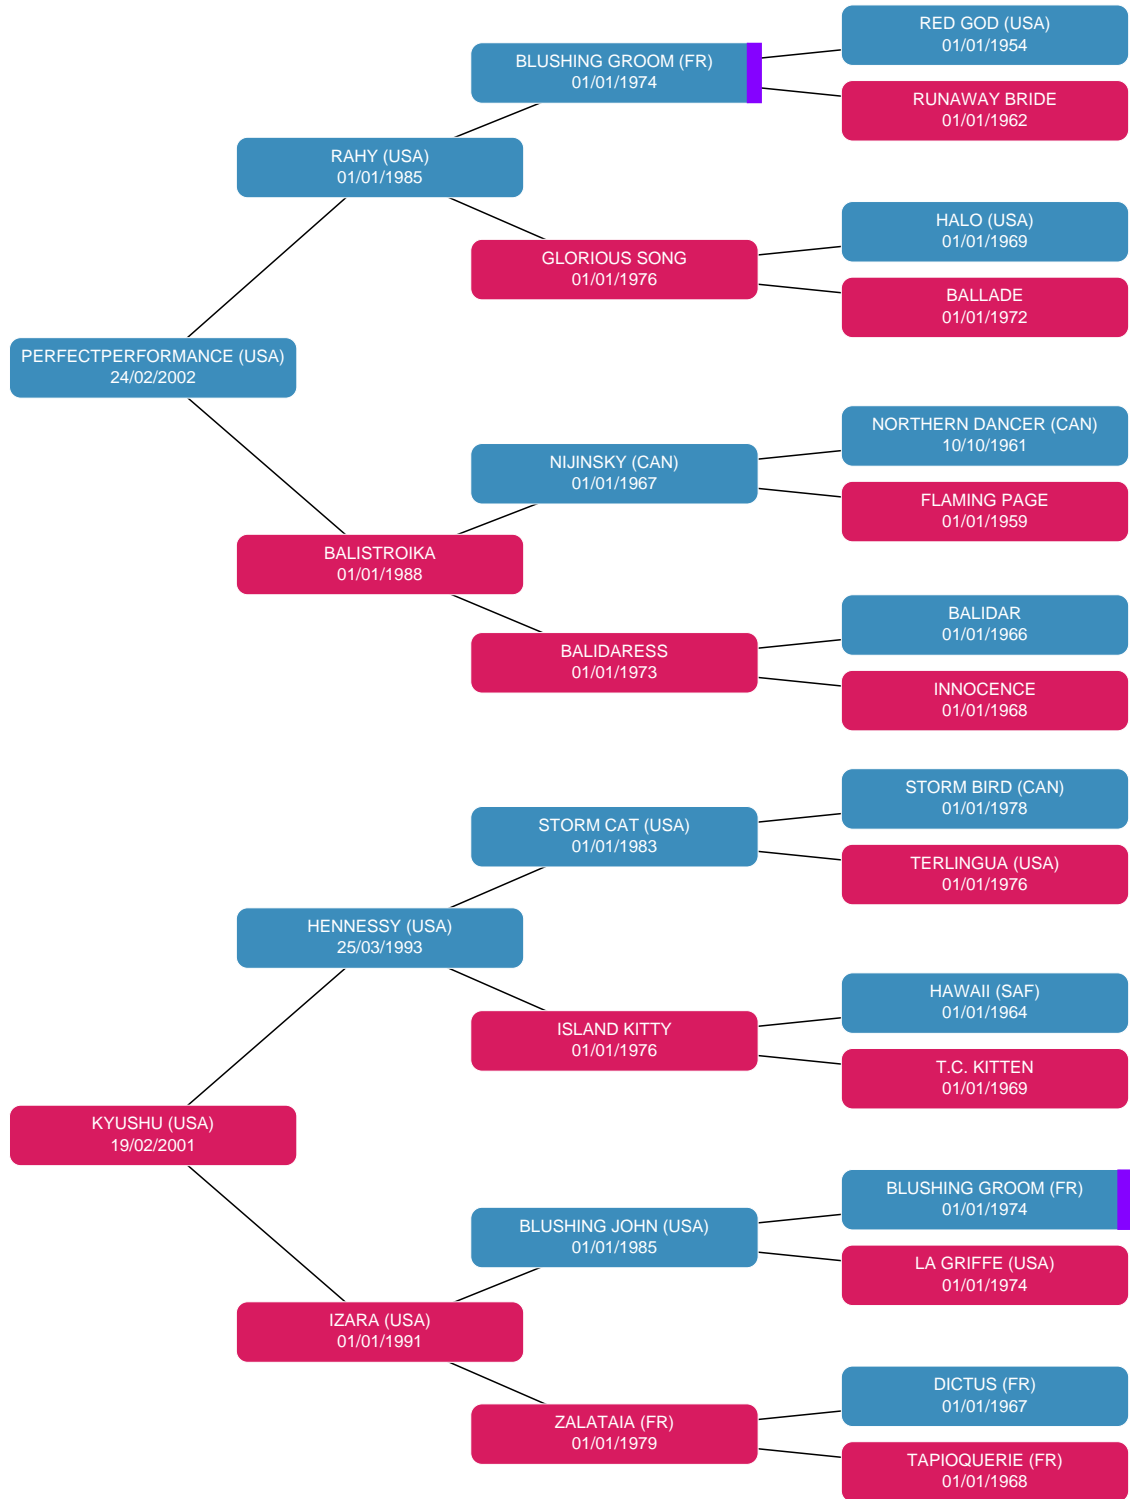 RED GOD (USA)
01/01/1954
BLUSHING GROOM (FR)
01/01/1974
RUNAWAY BRIDE
01/01/1962
RAHY (USA)
01/01/1985
HALO (USA)
01/01/1969
GLORIOUS SONG
01/01/1976
BALLADE
01/01/1972
PERFECTPERFORMANCE (USA)
24/02/2002
NORTHERN DANCER (CAN)
10/10/1961
NIJINSKY (CAN)
01/01/1967
FLAMING PAGE
01/01/1959
BALISTROIKA
01/01/1988
BALIDAR
01/01/1966
BALIDARESS
01/01/1973
INNOCENCE
01/01/1968
STORM BIRD (CAN)
01/01/1978
STORM CAT (USA)
01/01/1983
TERLINGUA (USA)
01/01/1976
HENNESSY (USA)
25/03/1993
HAWAII (SAF)
01/01/1964
ISLAND KITTY
01/01/1976
T.C. KITTEN
01/01/1969
KYUSHU (USA)
19/02/2001
BLUSHING GROOM (FR)
01/01/1974
BLUSHING JOHN (USA)
01/01/1985
LA GRIFFE (USA)
01/01/1974
IZARA (USA)
01/01/1991
DICTUS (FR)
01/01/1967
ZALATAIA (FR)
01/01/1979
TAPIOQUERIE (FR)
01/01/1968